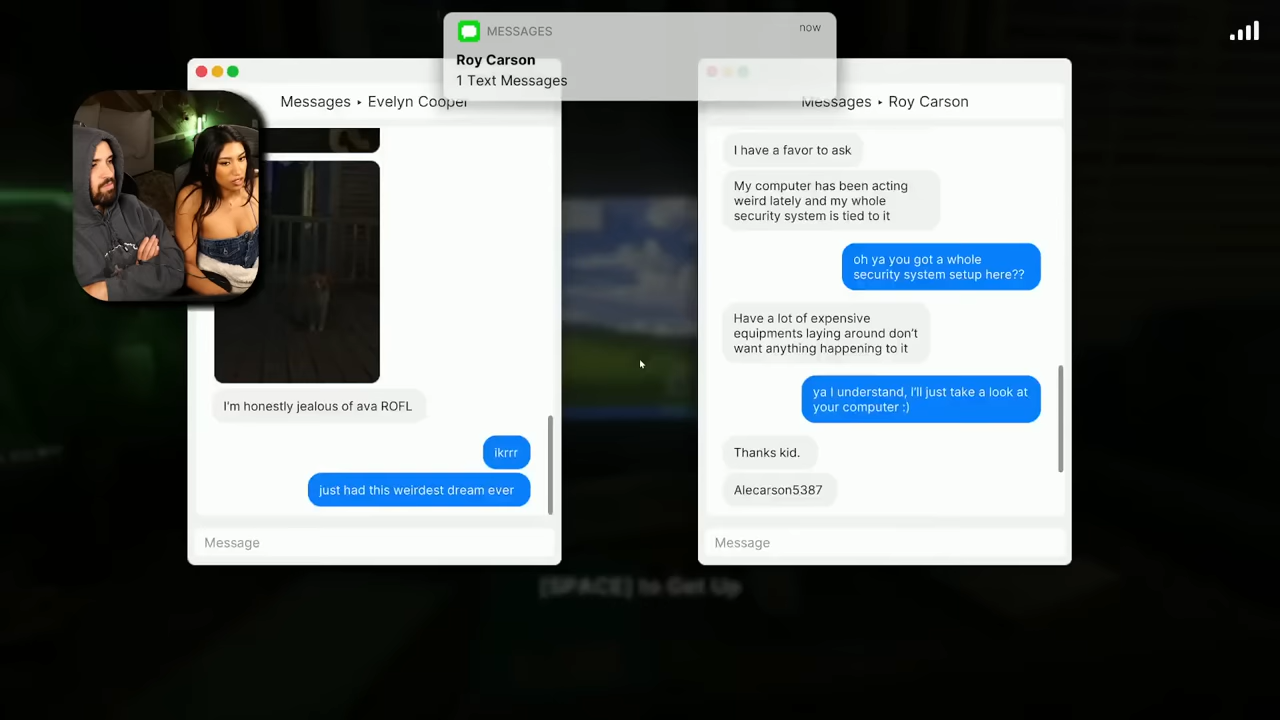 MESSAGES
now
Roy Carson
1 Text Messages
Messages ▸ Evelyn Cooper
I'm honestly jealous of ava ROFL
ikrrr
just had this weirdest dream ever
Message
Messages ▸ Roy Carson
I have a favor to ask
My computer has been acting
weird lately and my whole
security system is tied to it
oh ya you got a whole
security system setup here??
Have a lot of expensive
equipments laying around don't
want anything happening to it
ya I understand, I'll just take a look at
your computer :)
Thanks kid.
Alecarson5387
Message
[SPACE] to Get Up